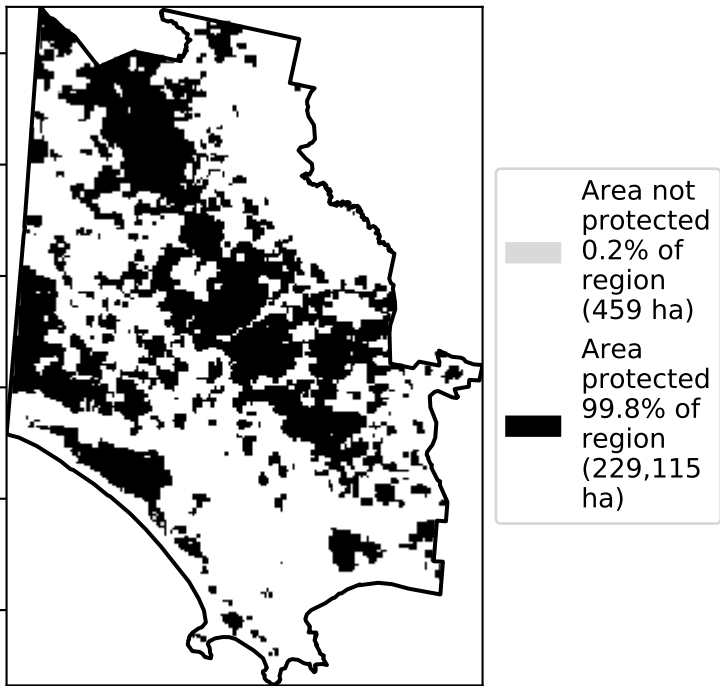 Area not
protected
0.2% of
region
(459 ha)
Area
protected
99.8% of
region
(229,115
ha)